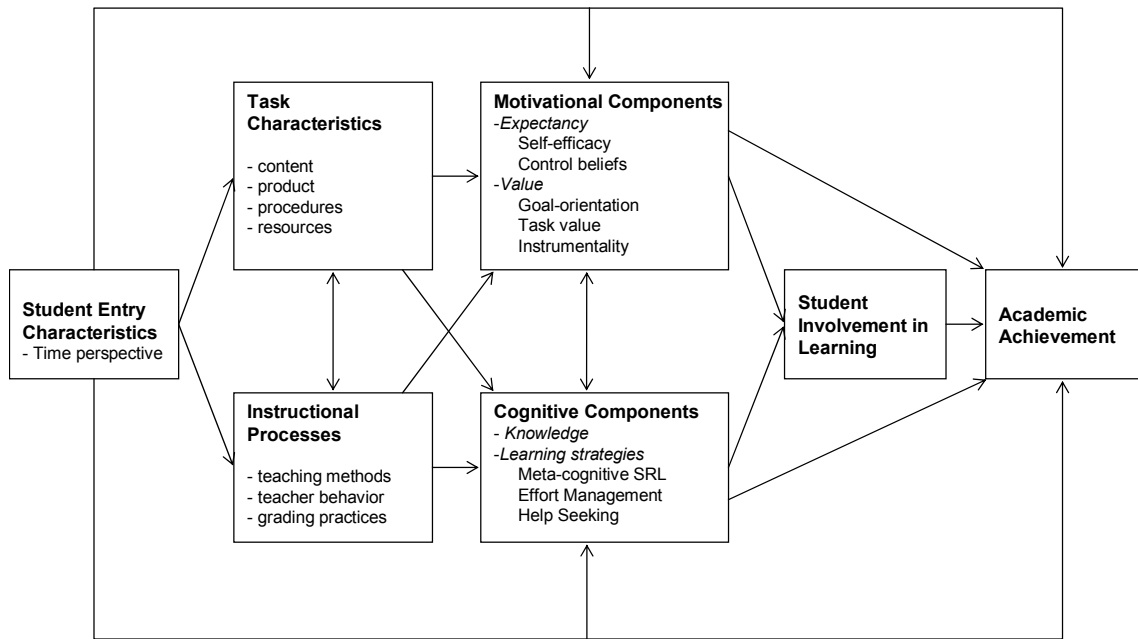 Task
Characteristics
- content
- product
- procedures
- resources
Motivational Components
-Expectancy
Self-efficacy
Control beliefs
-Value
Goal-orientation
Task value
Instrumentality
Student Entry
Characteristics
- Time perspective
Student
Involvement in
Learning
Academic
Achievement
Instructional
Processes
- teaching methods
- teacher behavior
- grading practices
Cognitive Components
- Knowledge
-Learning strategies
Meta-cognitive SRL
Effort Management
Help Seeking